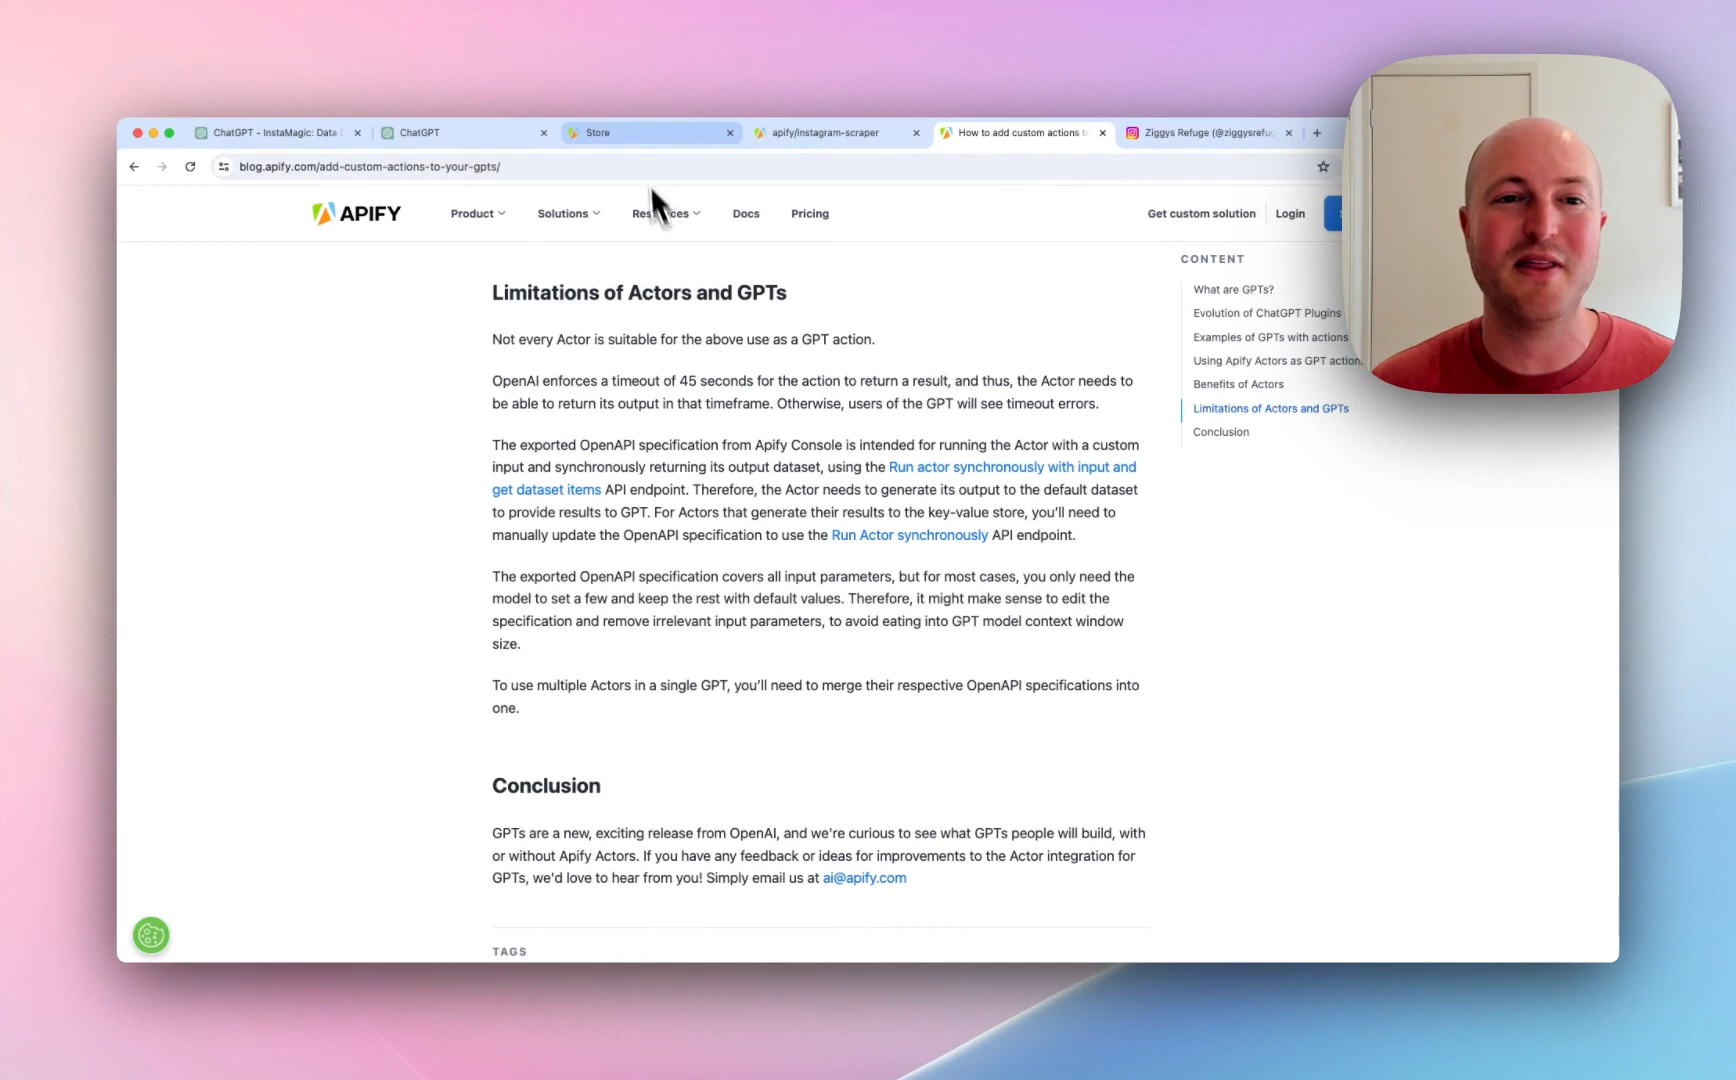 ChatGPT - InstaMagic: Data
ChatGPT
Store
apify/instagram-scraper
How to add custom actions to
Ziggys Refuge (@ziggysrefug
blog.apify.com/add-custom-actions-to-your-gpts/
APIFY
Product
Solutions
Docs
Pricing
Get custom solution
Login
CONTENT
What are GPTs?
Evolution of ChatGPT Plugins
Examples of GPTs with actions
Using Apify Actors as GPT action
Benefits of Actors
Limitations of Actors and GPTs
Conclusion
Limitations of Actors and GPTs
Not every Actor is suitable for the above use as a GPT action.
OpenAI enforces a timeout of 45 seconds for the action to return a result, and thus, the Actor needs to
be able to return its output in that timeframe. Otherwise, users of the GPT will see timeout errors.
The exported OpenAPI specification from Apify Console is intended for running the Actor with a custom
input and synchronously returning its output dataset, using the Run actor synchronously with input and
get dataset items API endpoint. Therefore, the Actor needs to generate its output to the default dataset
to provide results to GPT. For Actors that generate their results to the key-value store, you'll need to
manually update the OpenAPI specification to use the Run Actor synchronously API endpoint.
The exported OpenAPI specification covers all input parameters, but for most cases, you only need the
model to set a few and keep the rest with default values. Therefore, it might make sense to edit the
specification and remove irrelevant input parameters, to avoid eating into GPT model context window
size.
To use multiple Actors in a single GPT, you'll need to merge their respective OpenAPI specifications into
one.
Conclusion
GPTs are a new, exciting release from OpenAI, and we're curious to see what GPTs people will build, with
or without Apify Actors. If you have any feedback or ideas for improvements to the Actor integration for
GPTs, we'd love to hear from you! Simply email us at ai@apify.com
TAGS